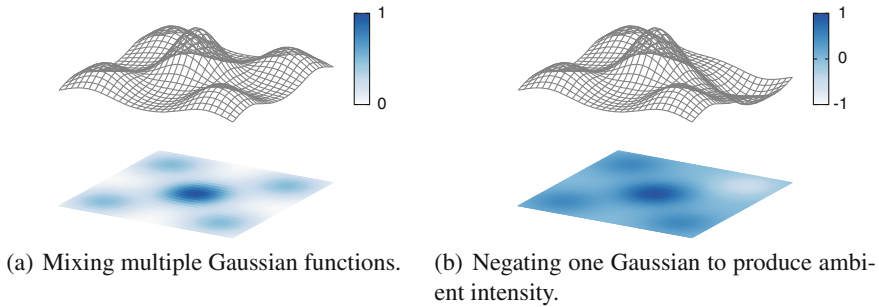 1
0
1
0
-1
(a) Mixing multiple Gaussian functions.
(b) Negating one Gaussian to produce ambi-
ent intensity.